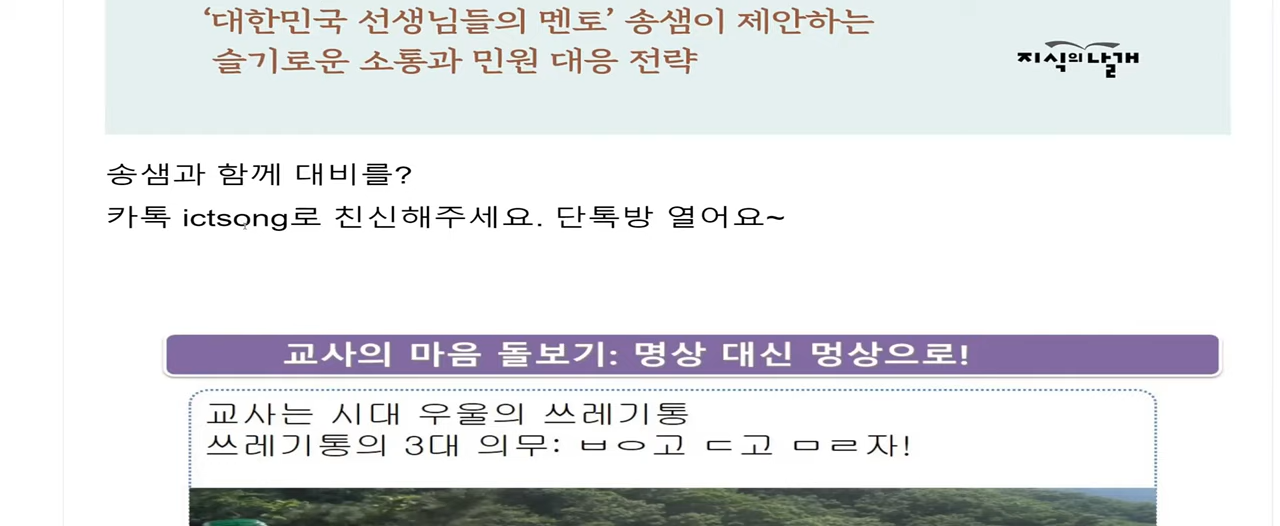 ‘대한민국 선생님들의 멘토’ 송샘이 제안하는
슬기로운 소통과 민원 대응 전략
지식의날개
송샘과 함께 대비를?
카톡 ictsong로 친신해주세요. 단톡방 열어요~
교사의 마음 돌보기: 명상 대신 멍상으로!
교사는 시대 우울의 쓰레기통
쓰레기통의 3대 의무: ㅂㅇ고 ㄷ고 ㅁㄹ자!